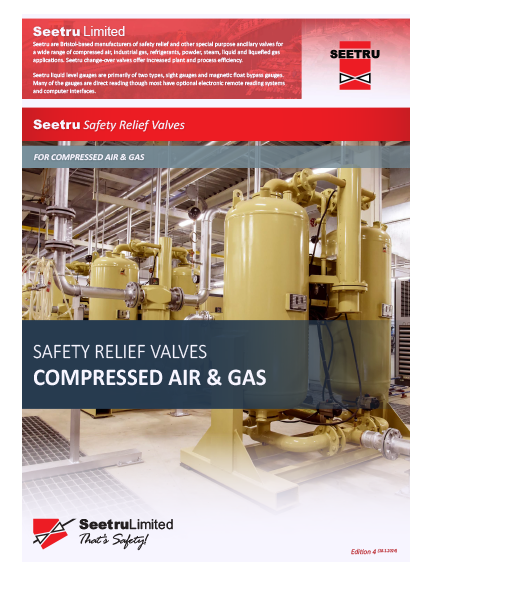 Seetru Limited
Seetru are Bristol-based manufacturers of safety relief and other special purpose ancillary valves for
a wide range of compressed air, industrial gas, refrigerants, powder, steam, liquid and liquefied gas
applications. Seetru change-over valves offer increased plant and process efficiency.
Seetru liquid level gauges are primarily of two types, sight gauges and magnetic float bypass gauges.
Many of the gauges are direct reading though most have optional electronic remote reading systems
and computer interfaces.
SEETRU
Seetru Safety Relief Valves
FOR COMPRESSED AIR & GAS
SAFETY RELIEF VALVES
COMPRESSED AIR & GAS
SeetruLimited
That's Safety!
Edition 4